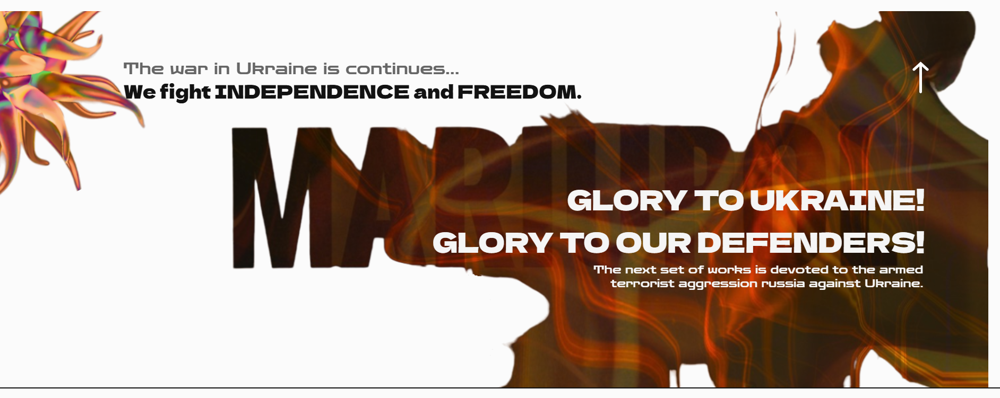 The war in Ukraine is continues...
We fight INDEPENDENCE and FREEDOM.
MARIUPOL
GLORY TO UKRAINE!
GLORY TO OUR DEFENDERS!
The next set of works is devoted to the armed
terrorist aggression russia against Ukraine.